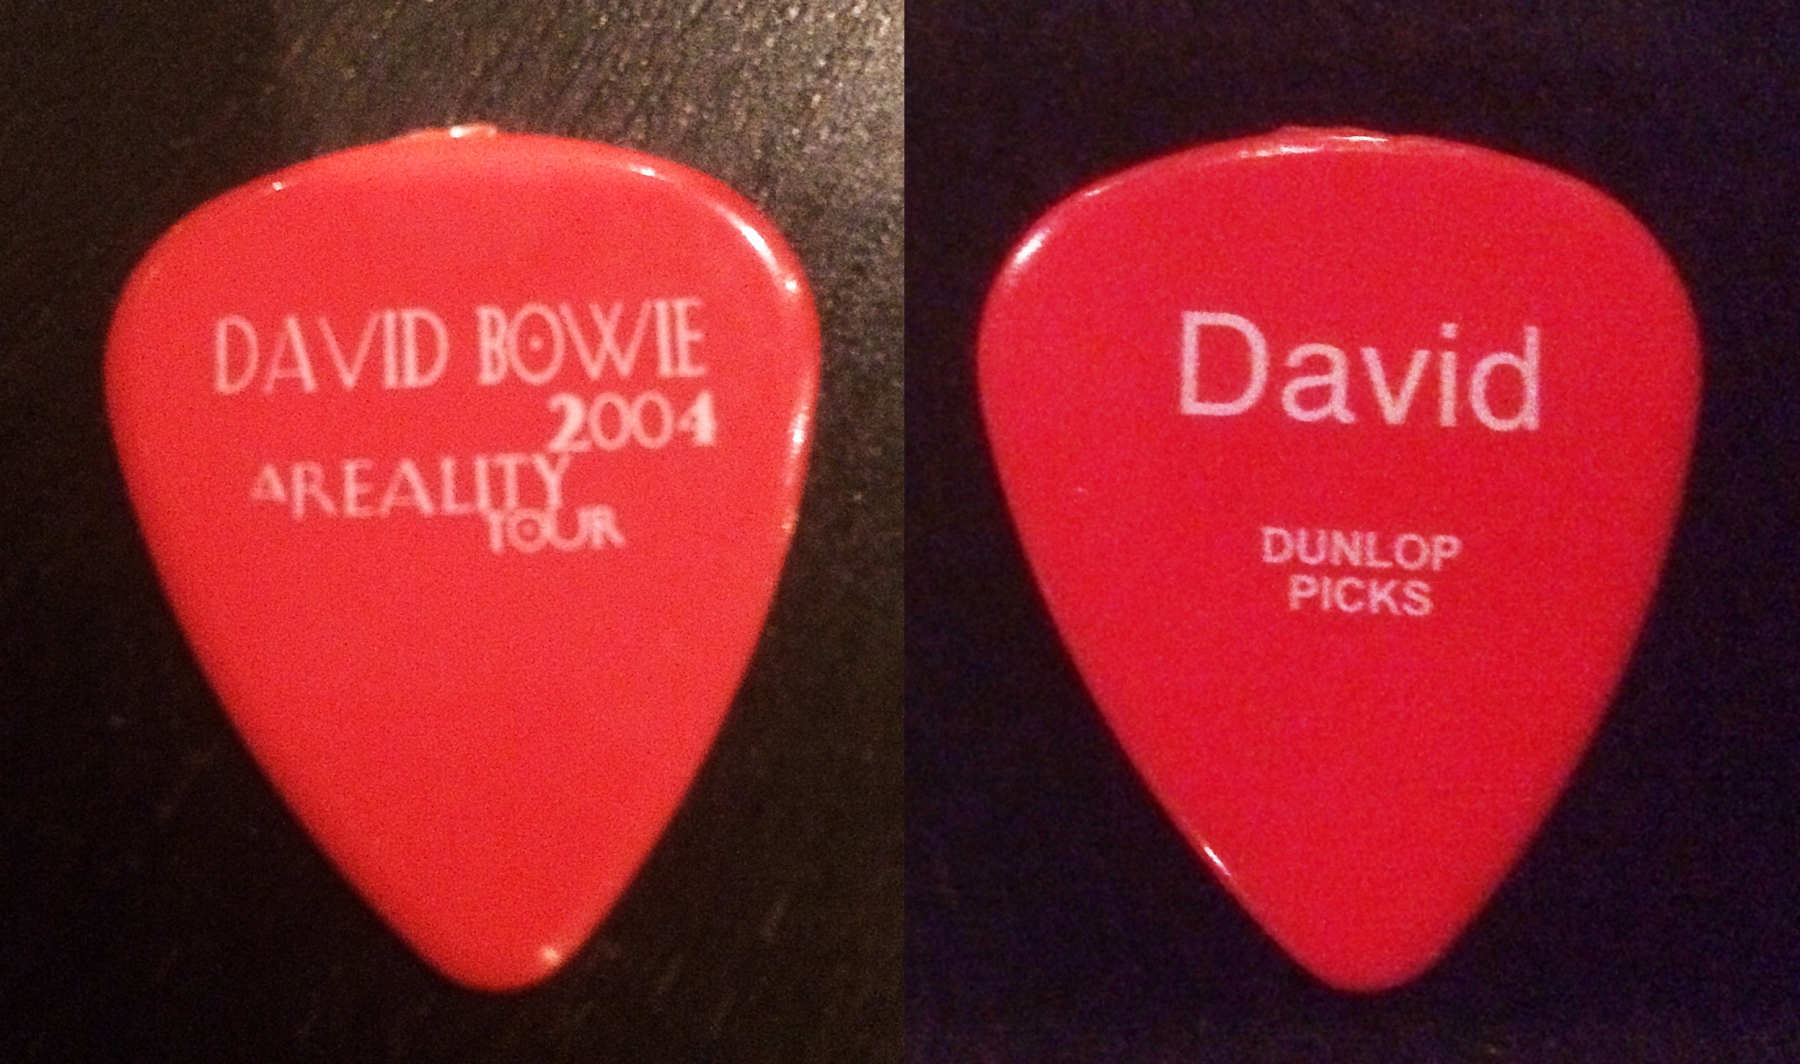 DAVID BOWIE
2004
A REALITY
TOUR
David
DUNLOP
PICKS